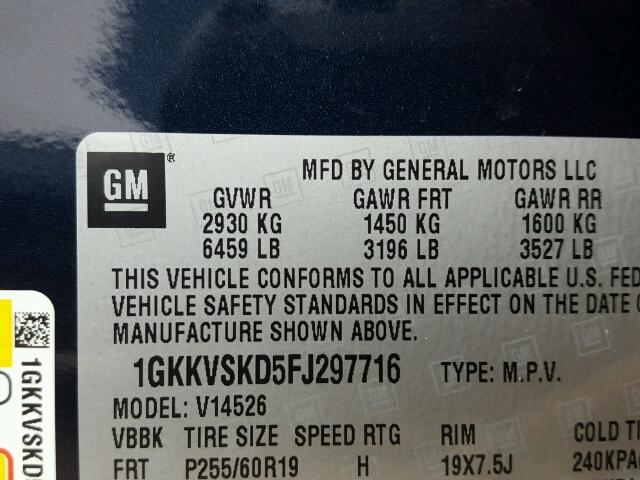 GM®
MFD BY GENERAL MOTORS LLC
GVWR GAWR FRT GAWR RR
2930 KG 1450 KG 1600 KG
6459 LB 3196 LB 3527 LB
THIS VEHICLE CONFORMS TO ALL APPLICABLE U.S. FED
VEHICLE SAFETY STANDARDS IN EFFECT ON THE DATE O
MANUFACTURE SHOWN ABOVE.
1GKKVSKD5FJ297716 TYPE: M.P.V.
MODEL: V14526
VBBK TIRE SIZE SPEED RTG RIM COLD TI
FRT P255/60R19 H 19X7.5J 240KPA
1GKKVSKD